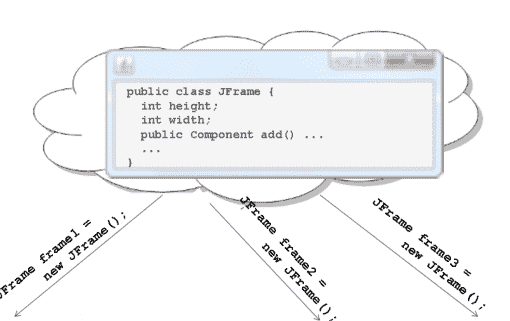 public class JFrame {
int height;
int width;
public Component add() ...
...
}
JFrame frame1 =
new JFrame();
JFrame frame2 =
new JFrame();
JFrame frame3 =
new JFrame();